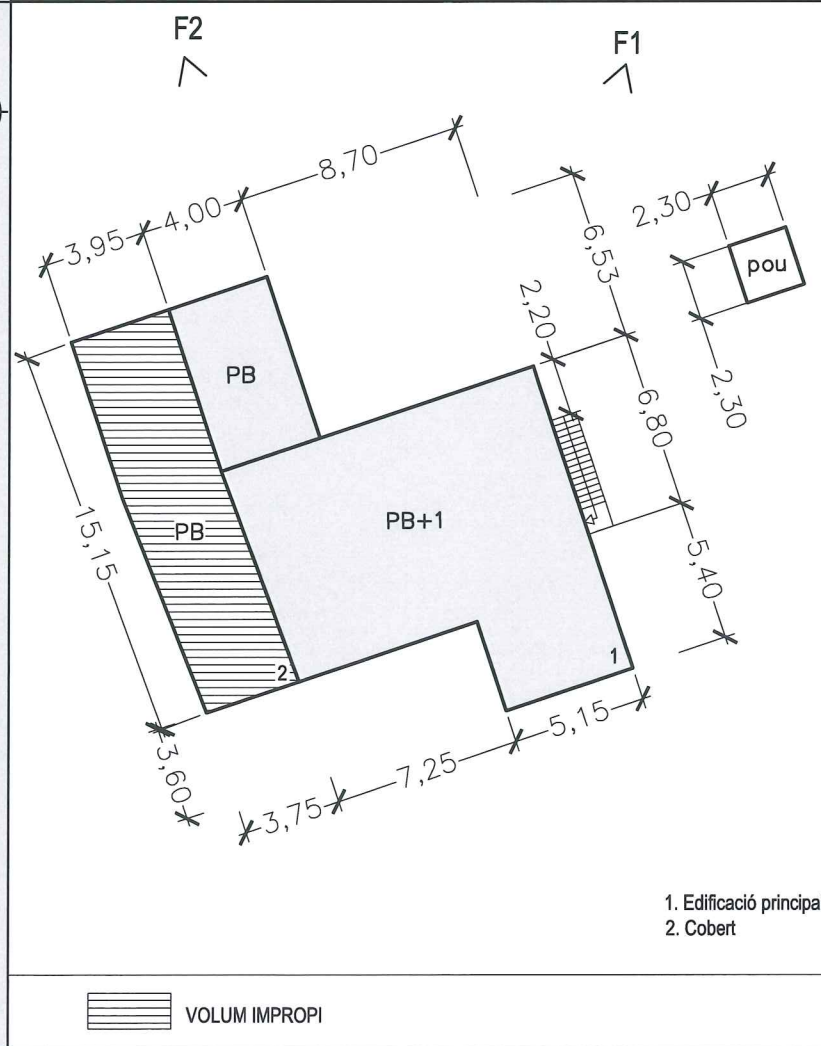 F2
F1
8,70
4,00
3,95
2,30
pou
2,30
6,53
2,20
6,80
PB
PB+1
PB
15,15
5,40
2
1
5,15
7,25
3,75
3,60
1. Edificació principa
2. Cobert
VOLUM IMPROPI